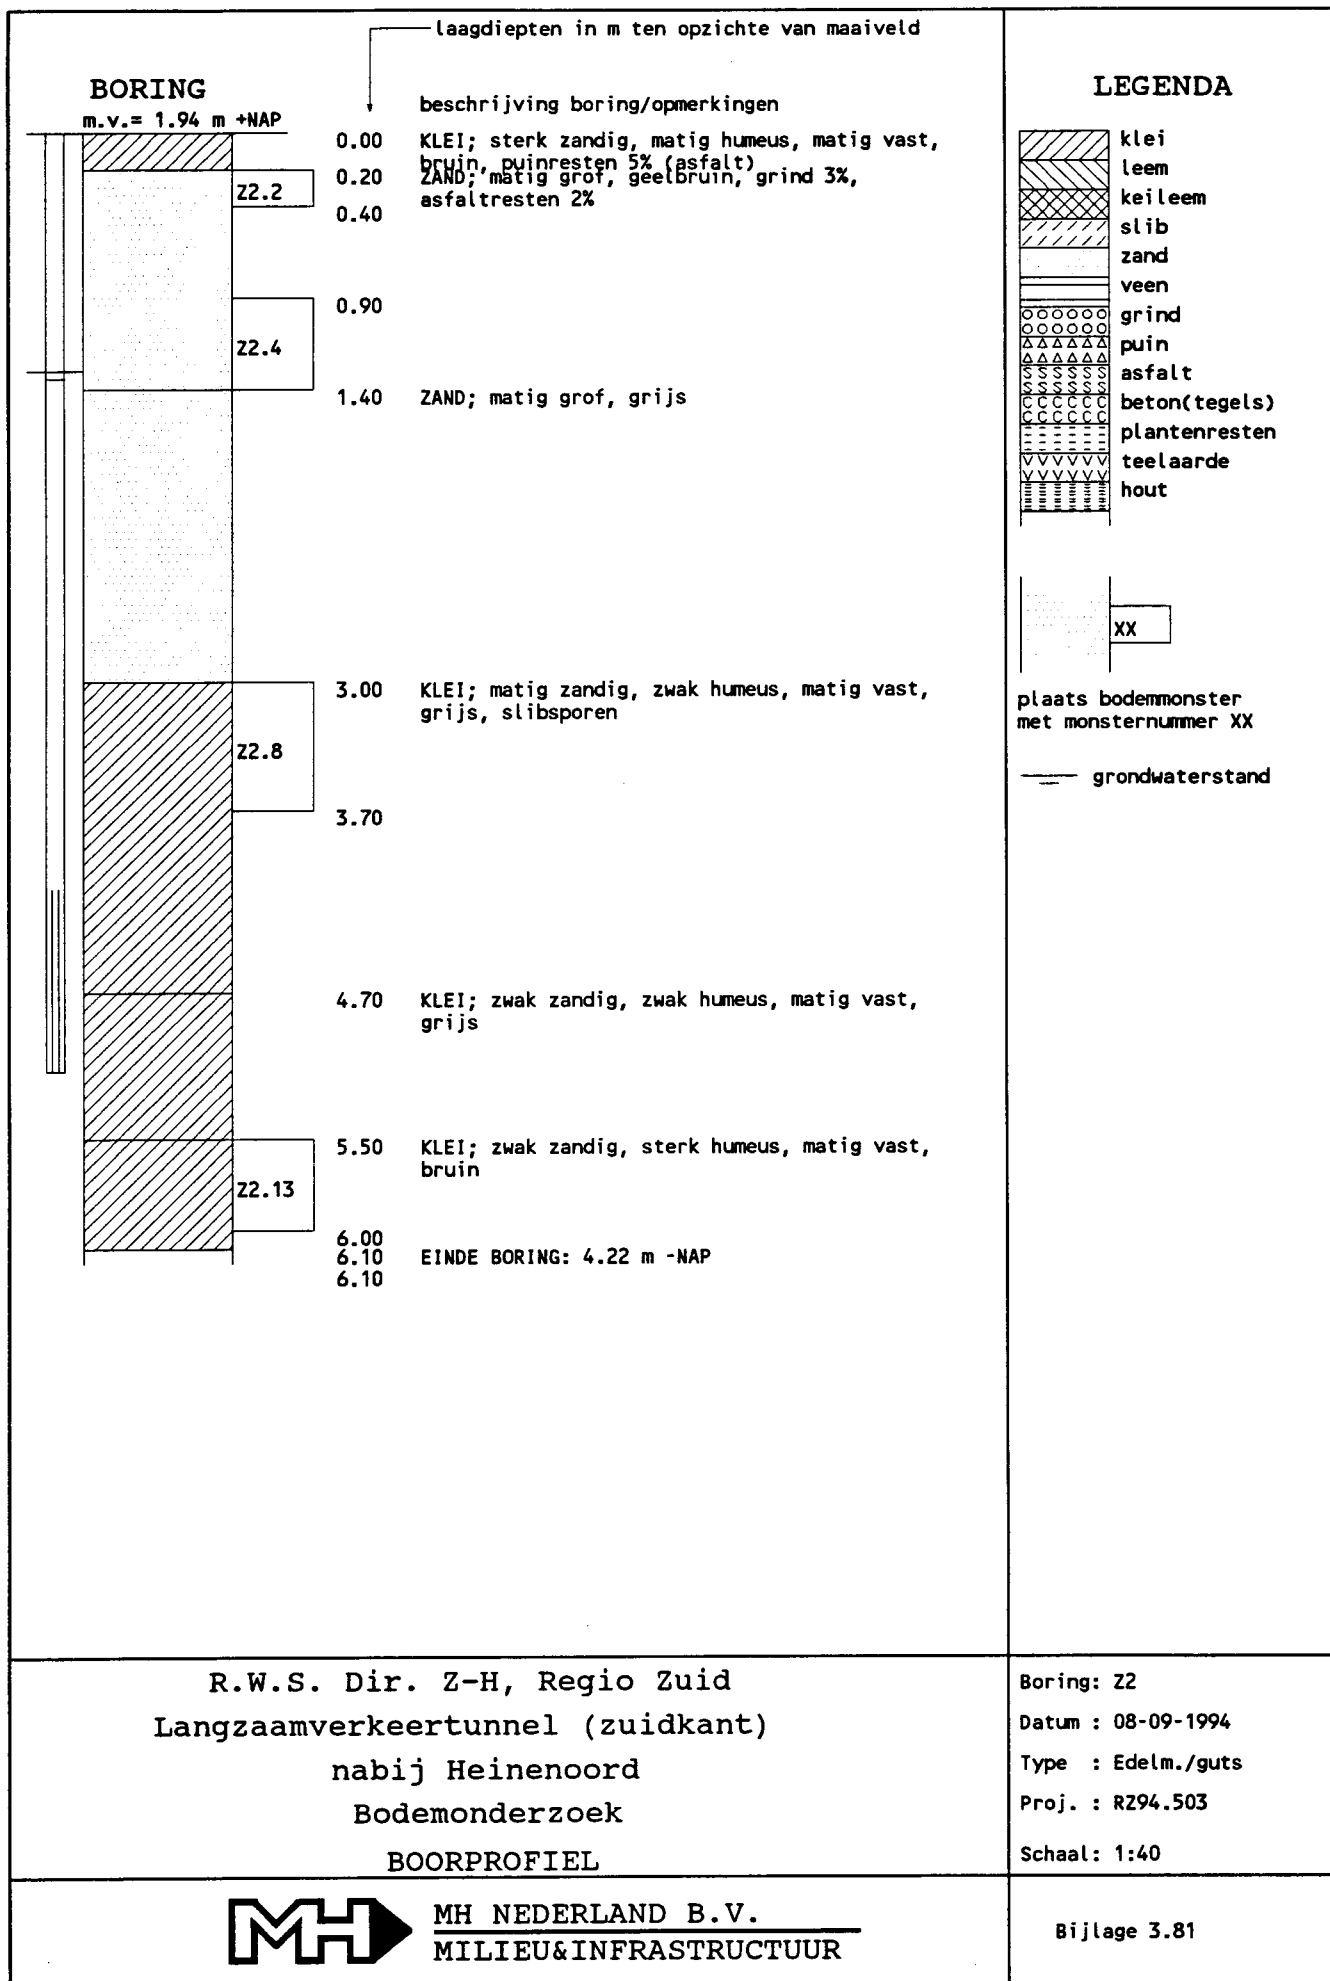 laagdiepten in m ten opzichte van maaiveld
BORING
m.v.= 1.94 m +NAP
beschrijving boring/opmerkingen
0.00 KLEI; sterk zandig, matig humeus, matig vast,
bruin, puinresten 5% (asfalt)
0.20 ZAND; matig grof, geelbruin, grind 3%,
asfaltresten 2%
Z2.2
0.40
0.90
Z2.4
1.40 ZAND; matig grof, grijs
3.00 KLEI; matig zandig, zwak humeus, matig vast,
grijs, slibsporen
Z2.8
3.70
4.70 KLEI; zwak zandig, zwak humeus, matig vast,
grijs
5.50 KLEI; zwak zandig, sterk humeus, matig vast,
bruin
Z2.13
6.00
6.10 EINDE BORING: 4.22 m -NAP
6.10
LEGENDA
klei
leem
keileem
slib
zand
veen
grind
puin
asfalt
beton(tegels)
plantenresten
teelaarde
hout
XX
plaats bodemmonster
met monsternummer XX
grondwaterstand
R.W.S. Dir. Z-H, Regio Zuid
Langzaamverkeertunnel (zuidkant)
nabij Heinenoord
Bodemonderzoek
BOORPROFIEL
Boring: Z2
Datum : 08-09-1994
Type : Edelm./guts
Proj. : RZ94.503
Schaal: 1:40
MH
MH NEDERLAND B.V.
MILIEU&INFRASTRUCTUUR
Bijlage 3.81